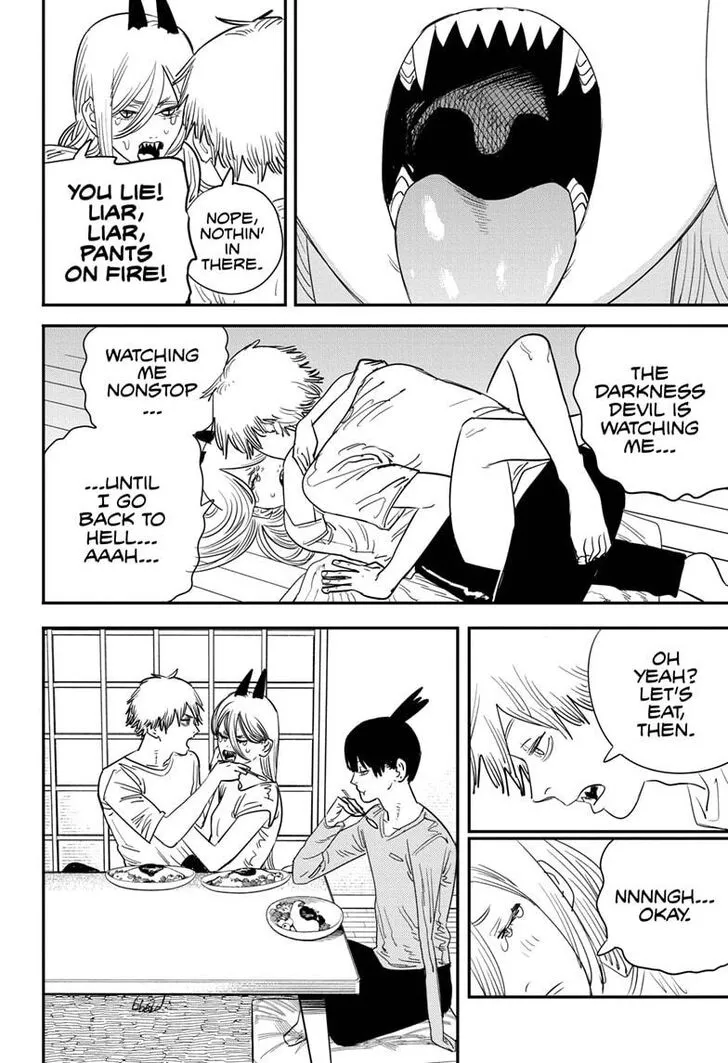 NOPE,
NOTHIN'
IN
THERE.
YOU LIE!
LIAR,
LIAR,
PANTS
ON FIRE!
THE
DARKNESS
DEVIL IS
WATCHING
ME...
WATCHING
ME
NONSTOP
...
...UNTIL
I GO
BACK TO
HELL...
AAAH...
OH
YEAH?
LET'S
EAT,
THEN.
NNNNGH...
OKAY.